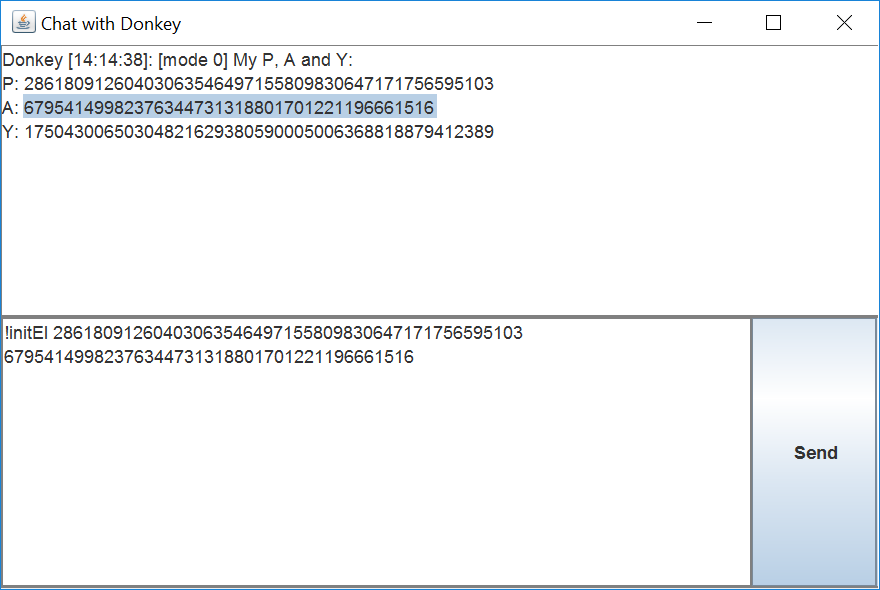 Chat with Donkey
Donkey [14:14:38]: [mode 0] My P, A and Y:
P: 28618091260403063546497155809830647171756595103
A: 67954149982376344731318801701221196661516
Y: 17504300650304821629380590005006368818879412389
!initEl 28618091260403063546497155809830647171756595103
67954149982376344731318801701221196661516
Send